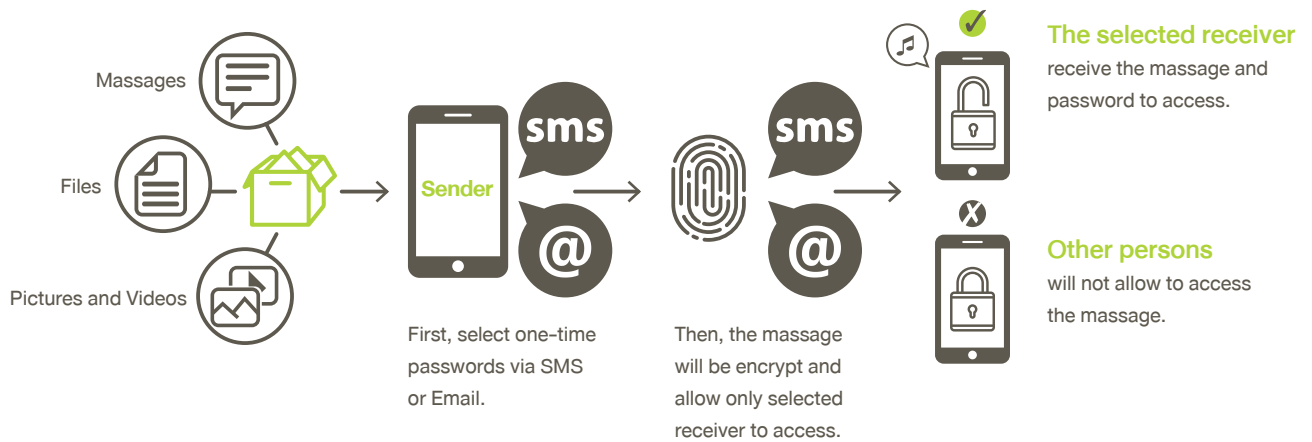 Massages
Files
Pictures and Videos
Sender
sms
@
First, select one-time
passwords via SMS
or Email.
sms
@
Then, the massage
will be encrypt and
allow only selected
receiver to access.
The selected receiver
receive the massage and
password to access.
Other persons
will not allow to access
the massage.